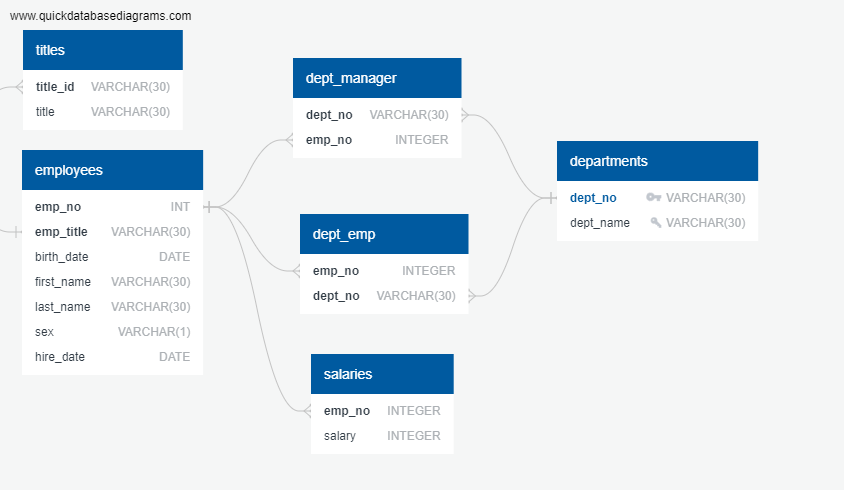 www.quickdatabasediagrams.com
titles
title_id VARCHAR(30)
title VARCHAR(30)
employees
emp_no INT
emp_title VARCHAR(30)
birth_date DATE
first_name VARCHAR(30)
last_name VARCHAR(30)
sex VARCHAR(1)
hire_date DATE
dept_manager
dept_no VARCHAR(30)
emp_no INTEGER
dept_emp
emp_no INTEGER
dept_no VARCHAR(30)
salaries
emp_no INTEGER
salary INTEGER
departments
dept_no VARCHAR(30)
dept_name VARCHAR(30)